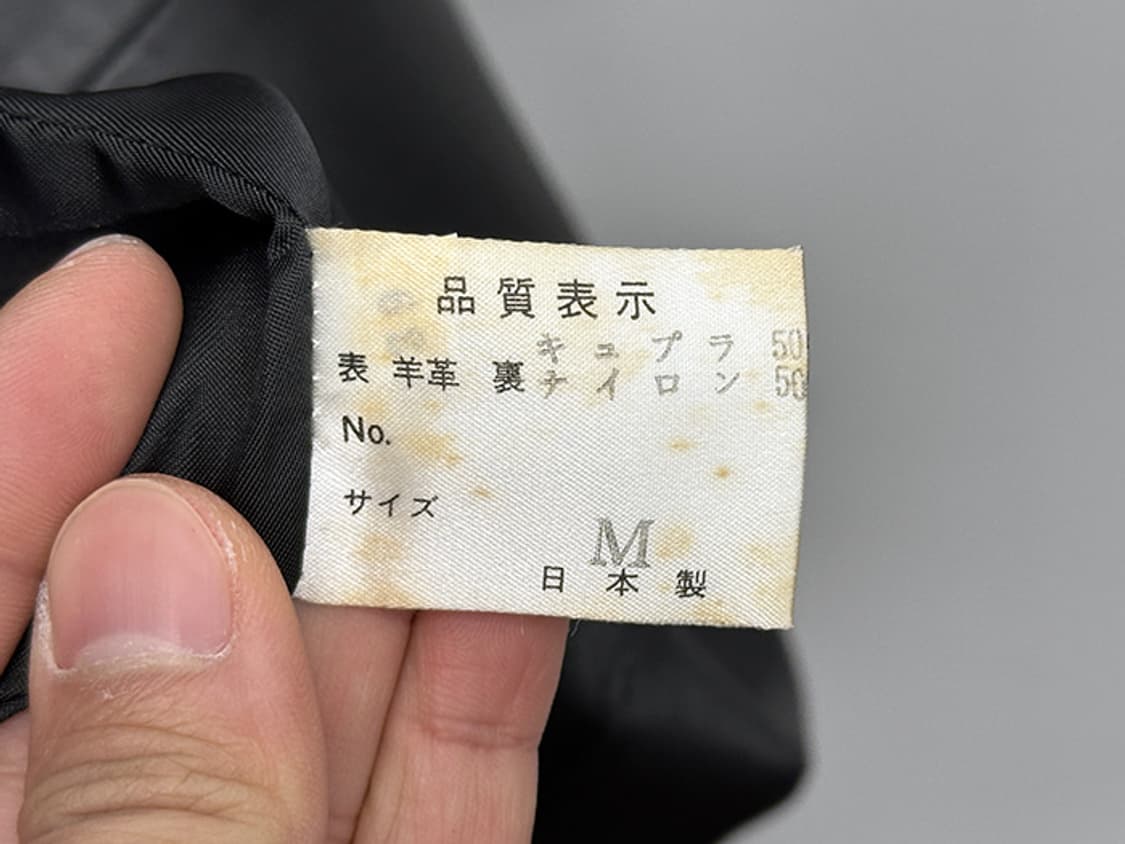 品質表示
キュプラ 50
表 羊革 裏 ナイロン 50
No.
サイズ
M
日本製